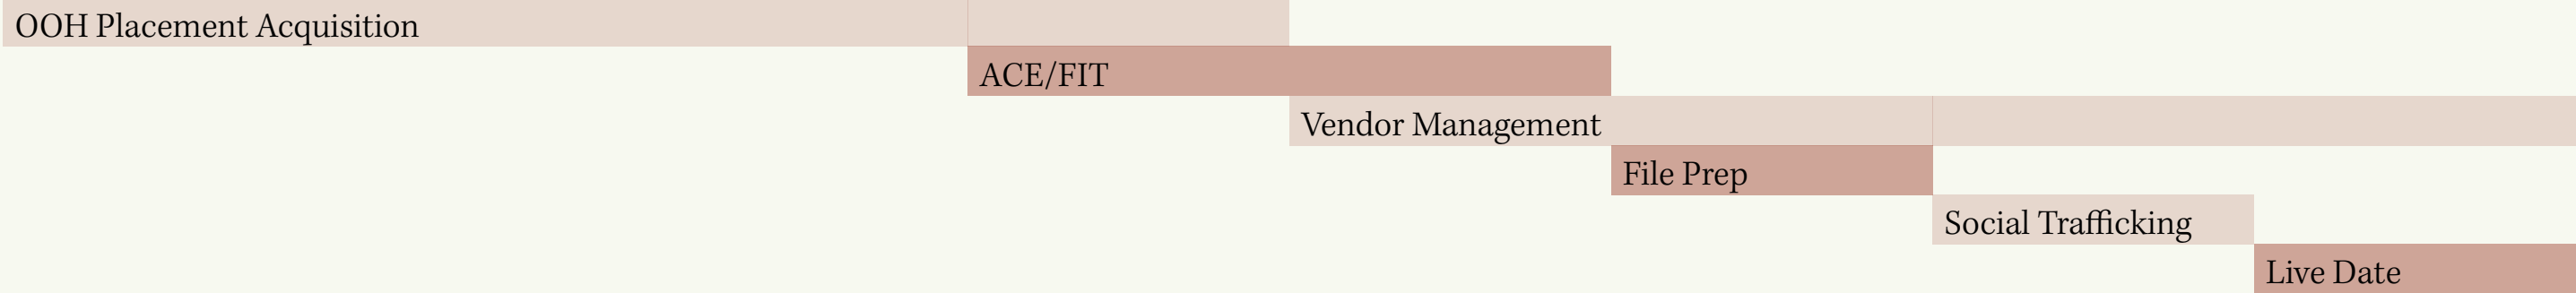 OOH Placement Acquisition
ACE/FIT
Vendor Management
File Prep
Social Trafficking
Live Date